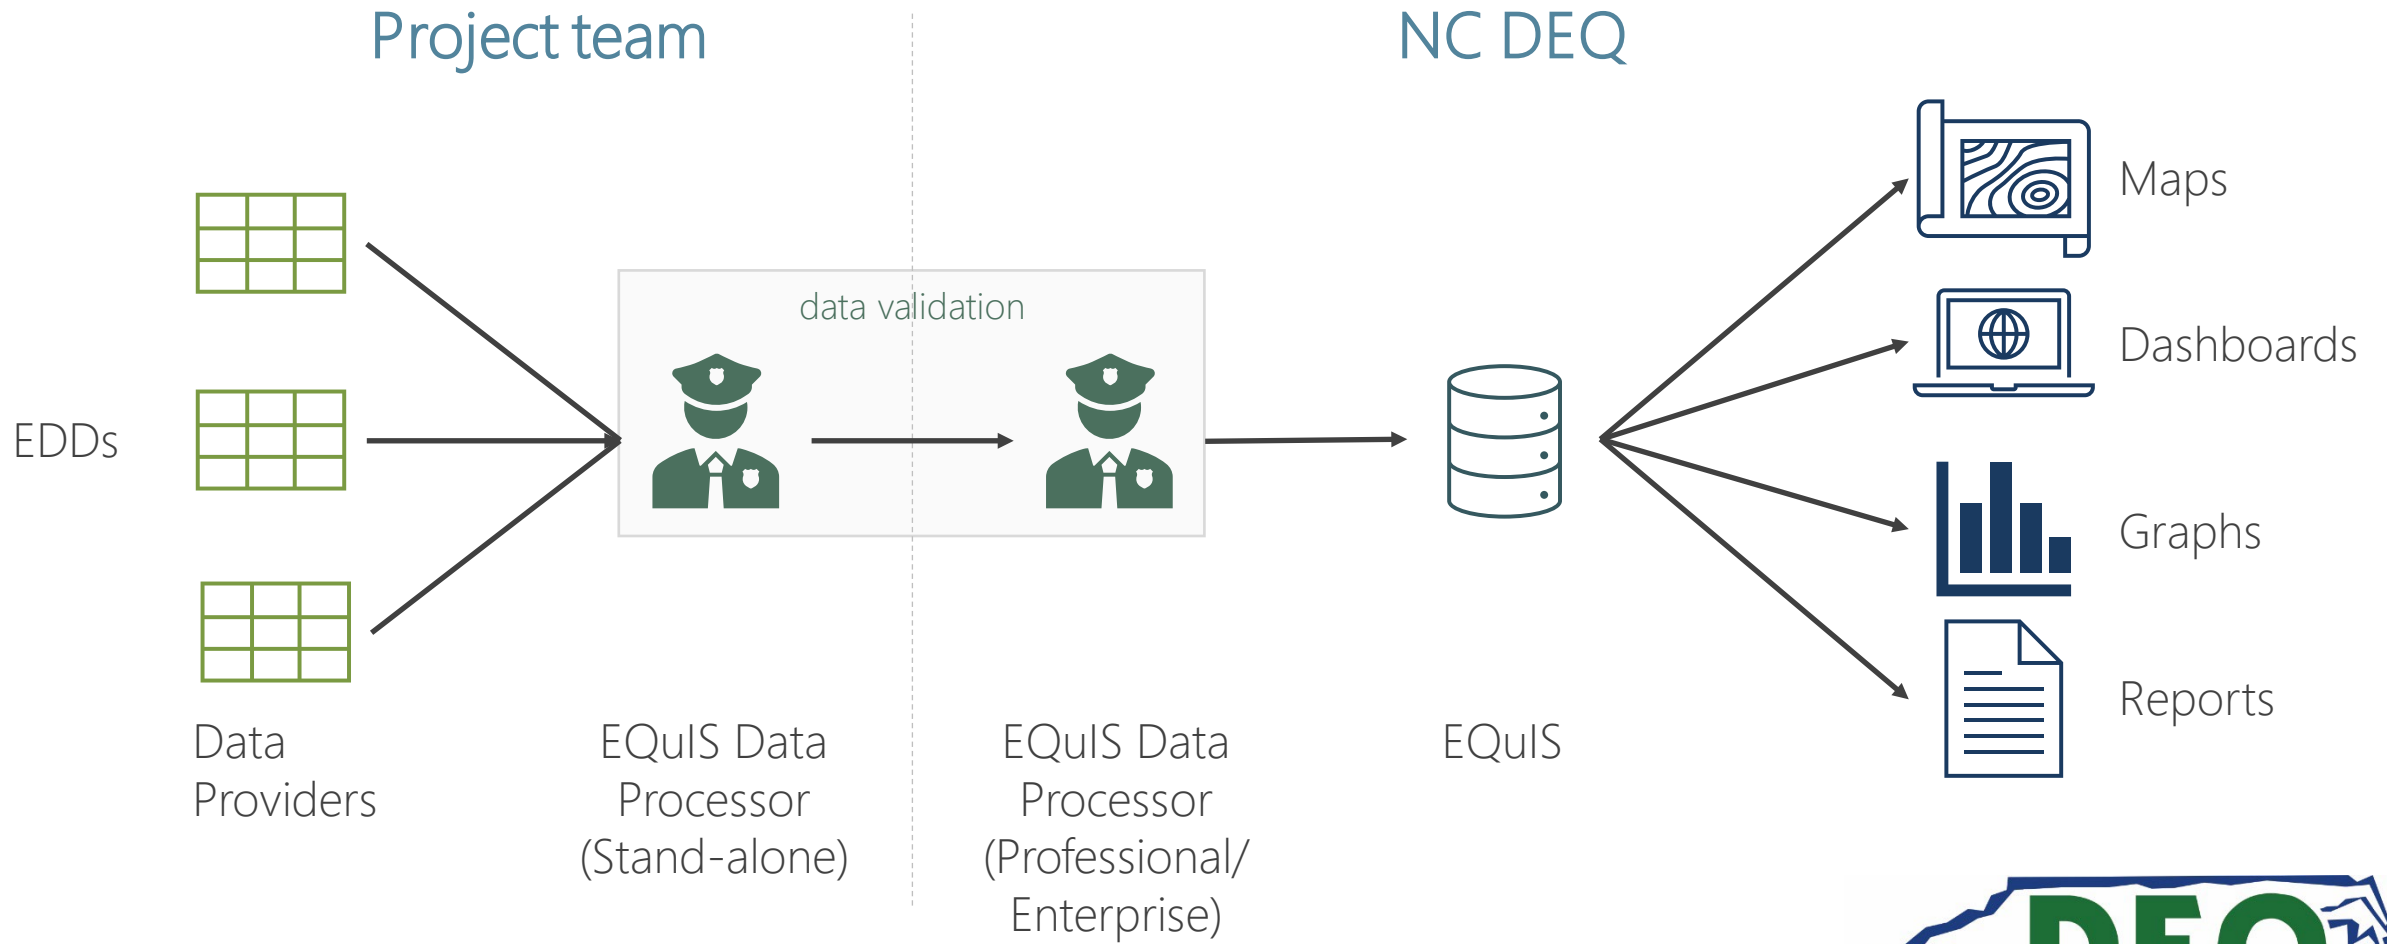 Project team
NC DEQ
Maps
data validation
Dashboards
EDDs
Graphs
Reports
Data
Providers
EQuIS Data
Processor
(Stand-alone)
EQuIS Data
Processor
(Professional/
Enterprise)
EQuIS
DEQ